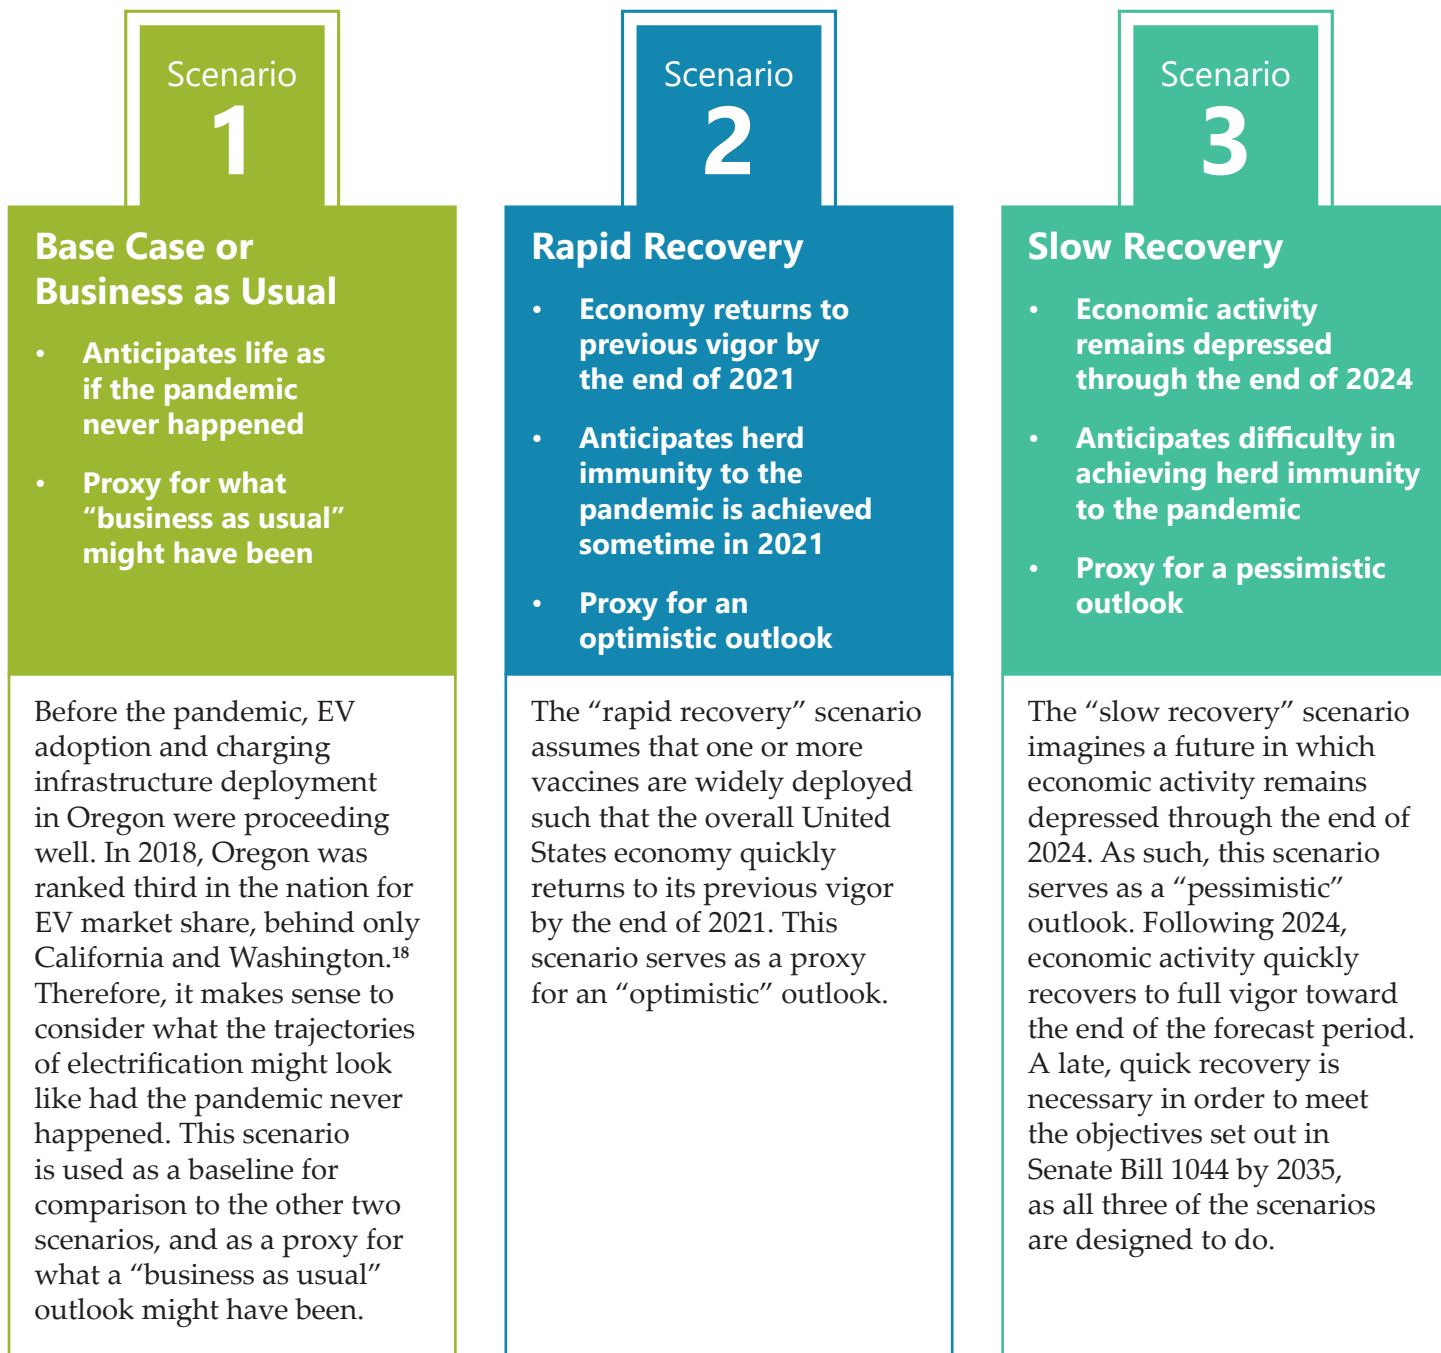 Scenario
1
Base Case or
Business as Usual
• Anticipates life as
if the pandemic
never happened
• Proxy for what
“business as usual”
might have been
Before the pandemic, EV
adoption and charging
infrastructure deployment
in Oregon were proceeding
well. In 2018, Oregon was
ranked third in the nation for
EV market share, behind only
California and Washington.18
Therefore, it makes sense to
consider what the trajectories
of electrification might look
like had the pandemic never
happened. This scenario
is used as a baseline for
comparison to the other two
scenarios, and as a proxy for
what a “business as usual”
outlook might have been.
Scenario
2
Rapid Recovery
• Economy returns to
previous vigor by
the end of 2021
• Anticipates herd
immunity to the
pandemic is achieved
sometime in 2021
• Proxy for an
optimistic outlook
The “rapid recovery” scenario
assumes that one or more
vaccines are widely deployed
such that the overall United
States economy quickly
returns to its previous vigor
by the end of 2021. This
scenario serves as a proxy
for an “optimistic” outlook.
Scenario
3
Slow Recovery
• Economic activity
remains depressed
through the end of 2024
• Anticipates difficulty in
achieving herd immunity
to the pandemic
• Proxy for a pessimistic
outlook
The “slow recovery” scenario
imagines a future in which
economic activity remains
depressed through the end of
2024. As such, this scenario
serves as a “pessimistic”
outlook. Following 2024,
economic activity quickly
recovers to full vigor toward
the end of the forecast period.
A late, quick recovery is
necessary in order to meet
the objectives set out in
Senate Bill 1044 by 2035,
as all three of the scenarios
are designed to do.